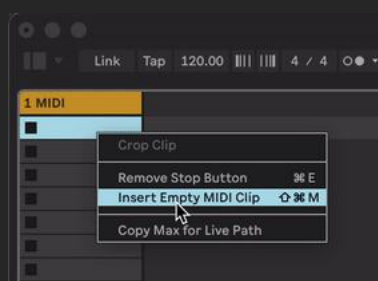 Link Tap 120.00 4 / 4
1 MIDI
Crop Clip
Remove Stop Button ⌘ E
Insert Empty MIDI Clip ⇧ ⌘ M
Copy Max for Live Path